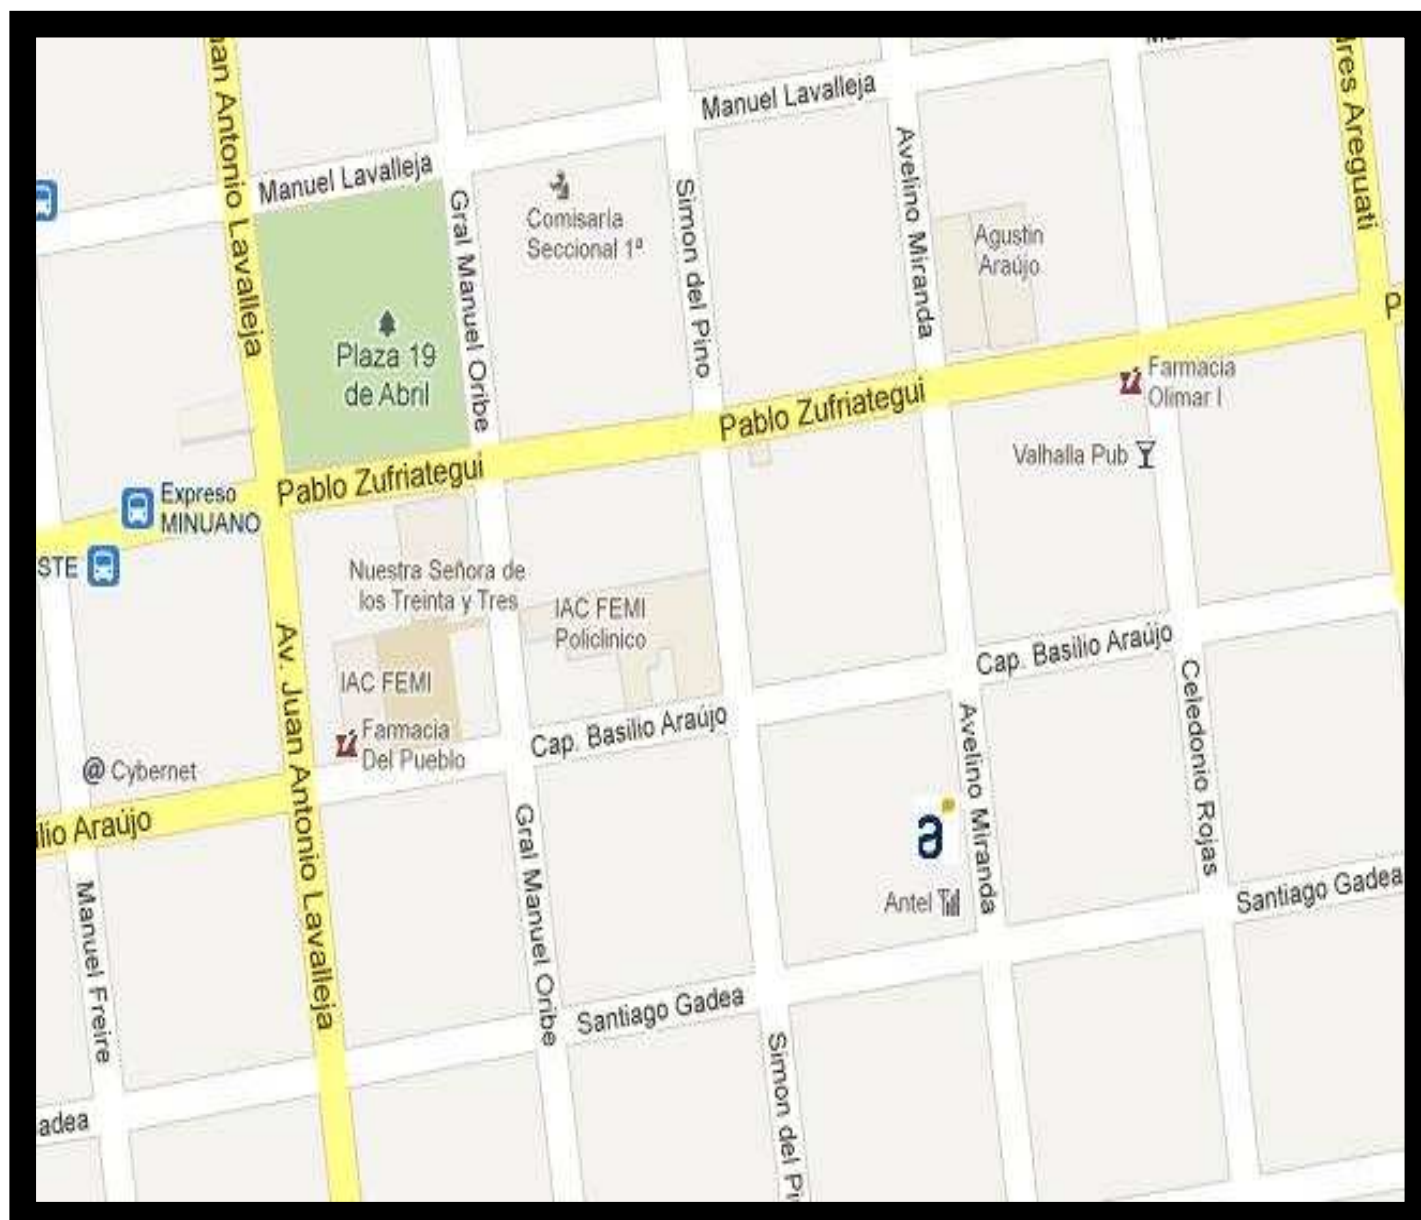 Manuel Lavalleja
Manuel Lavalleja
Antonio Lavalleja
Areguati
Gral Manuel Oribe
Comisaría
Seccional 1ª
Simon del Pino
Avelino Miranda
Agustin
Araújo
Plaza 19
de Abril
Pablo Zufriategui
Pablo Zufriategui
Farmacia
Olimar I
Valhalla Pub
Expreso
MINUANO
STE
Nuestra Señora de
los Treinta y Tres
IAC FEMI
Policlinico
IAC FEMI
Farmacia
Del Pueblo
Av. Juan Antonio Lavalleja
Cap. Basilio Araújo
Cap. Basilio Araújo
@ Cybernet
ilio Araújo
Celedonio Rojas
Avelino Miranda
a
Antel
Gral Manuel Oribe
Manuel Freire
Santiago Gadea
Santiago Gadea
adea
Simon del Pi
P